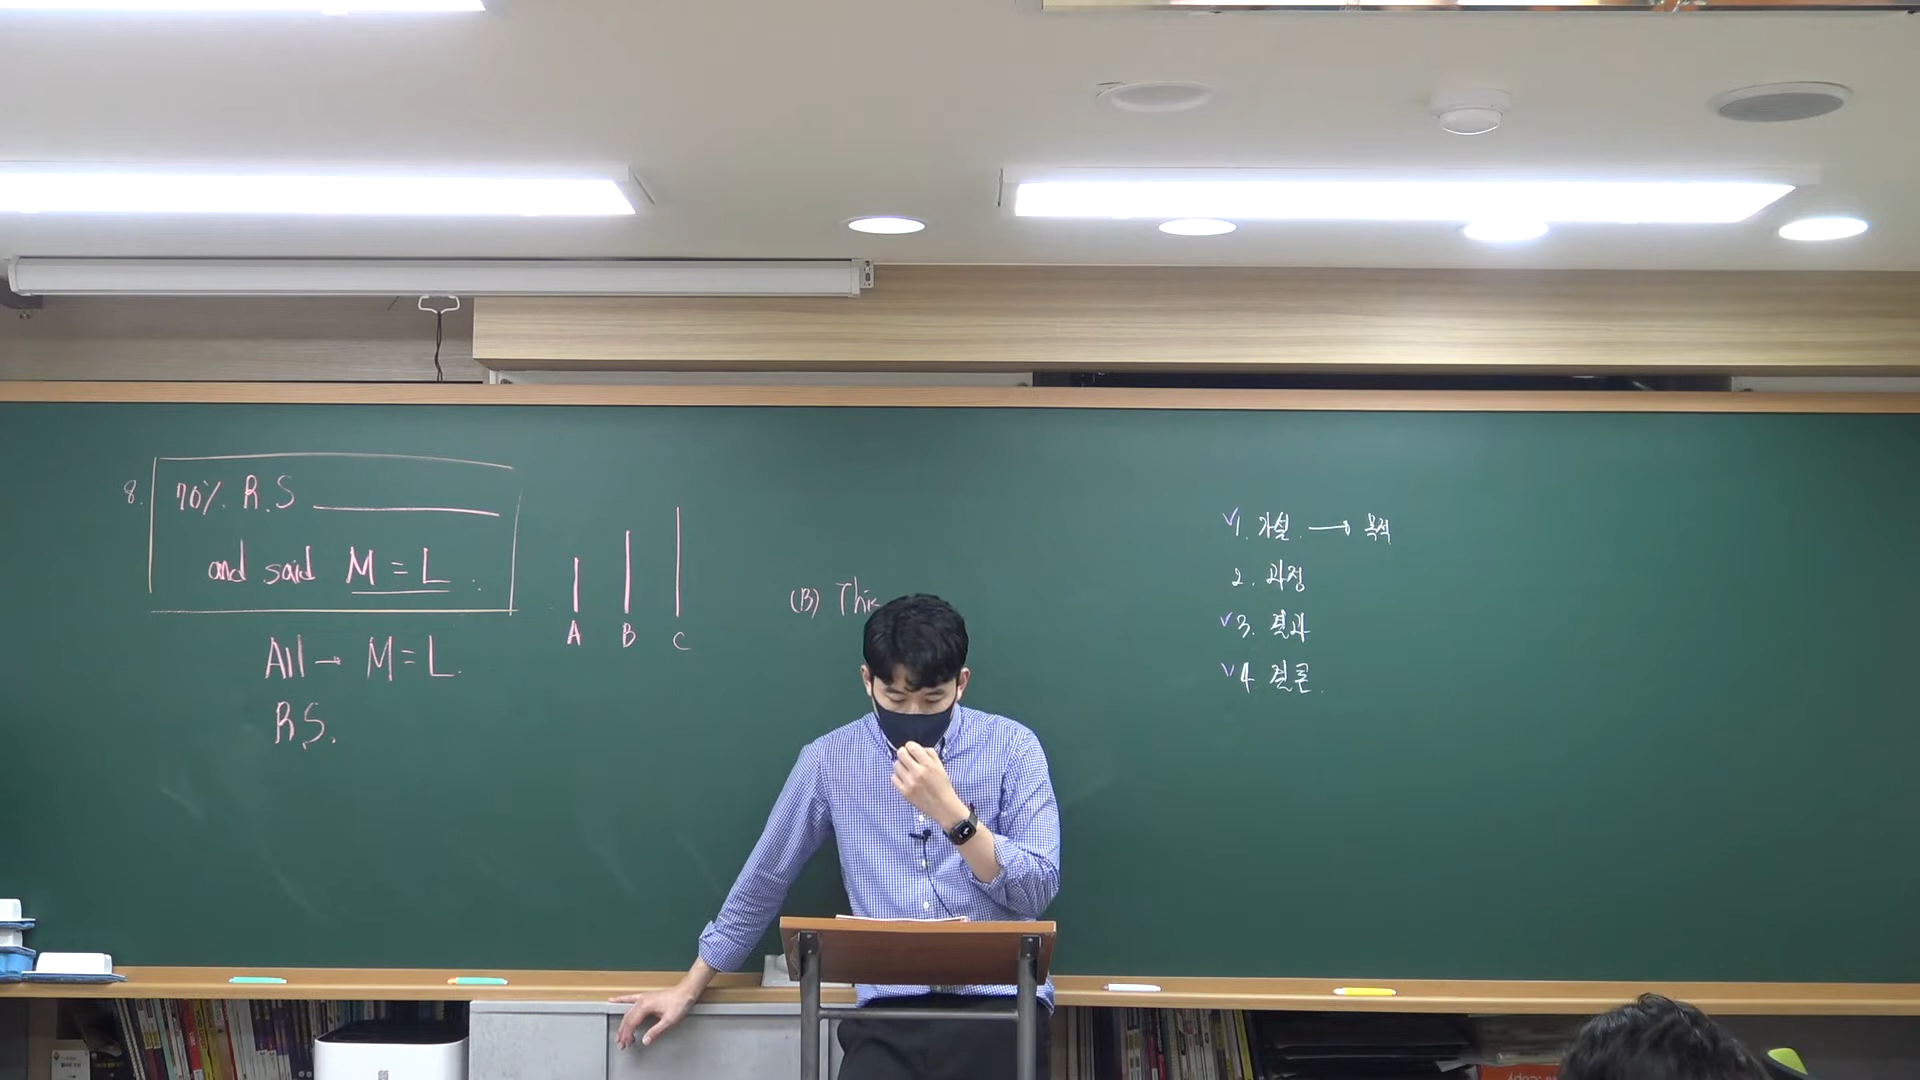 8. 70% R.S
and said M = L .
All → M = L.
R.S.
A B C
(B) This
✓1. 가설. → 목적
2. 과정
✓3. 결과
✓4. 결론.